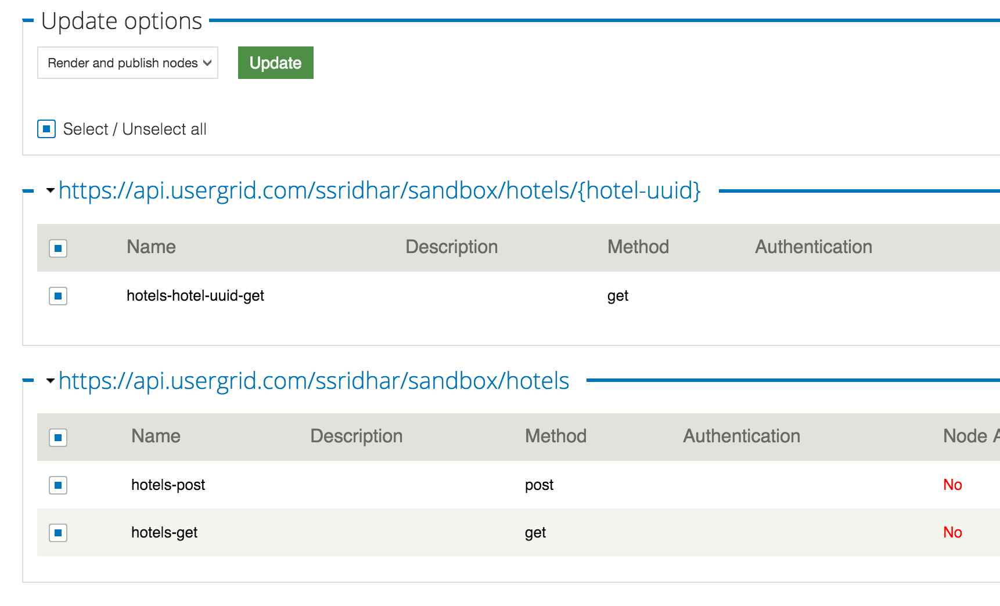 Update options
Render and publish nodes Update
Select / Unselect all
https://api.usergrid.com/ssridhar/sandbox/hotels/{hotel-uuid}
Name Description Method Authentication
hotels-hotel-uuid-get get
https://api.usergrid.com/ssridhar/sandbox/hotels
Name Description Method Authentication Node
hotels-post post No
hotels-get get No